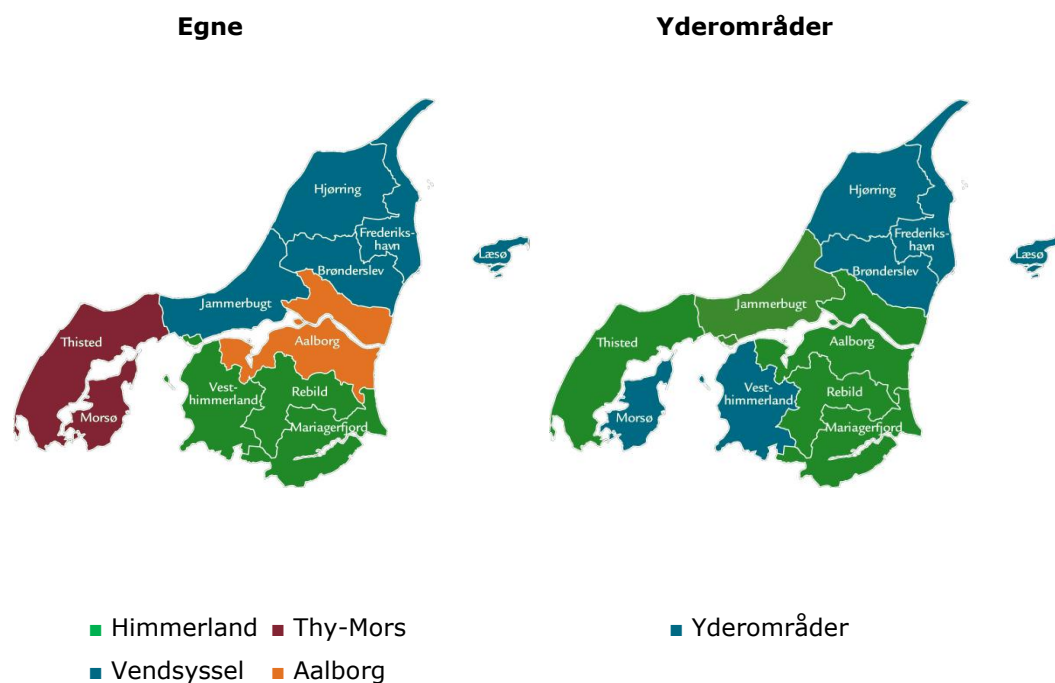 Egne
Yderområder
Hjørring
Frederiks-
havn
Læsø
Brønderslev
Jammerbugt
Thisted
Aalborg
Vest-
himmerland
Rebild
Morsø
Mariagerfjord
Hjørring
Frederiks-
havn
Læsø
Brønderslev
Jammerbugt
Thisted
Aalborg
Vest-
himmerland
Rebild
Morsø
Mariagerfjord
Himmerland
Thy-Mors
Vendsyssel
Aalborg
Yderområder